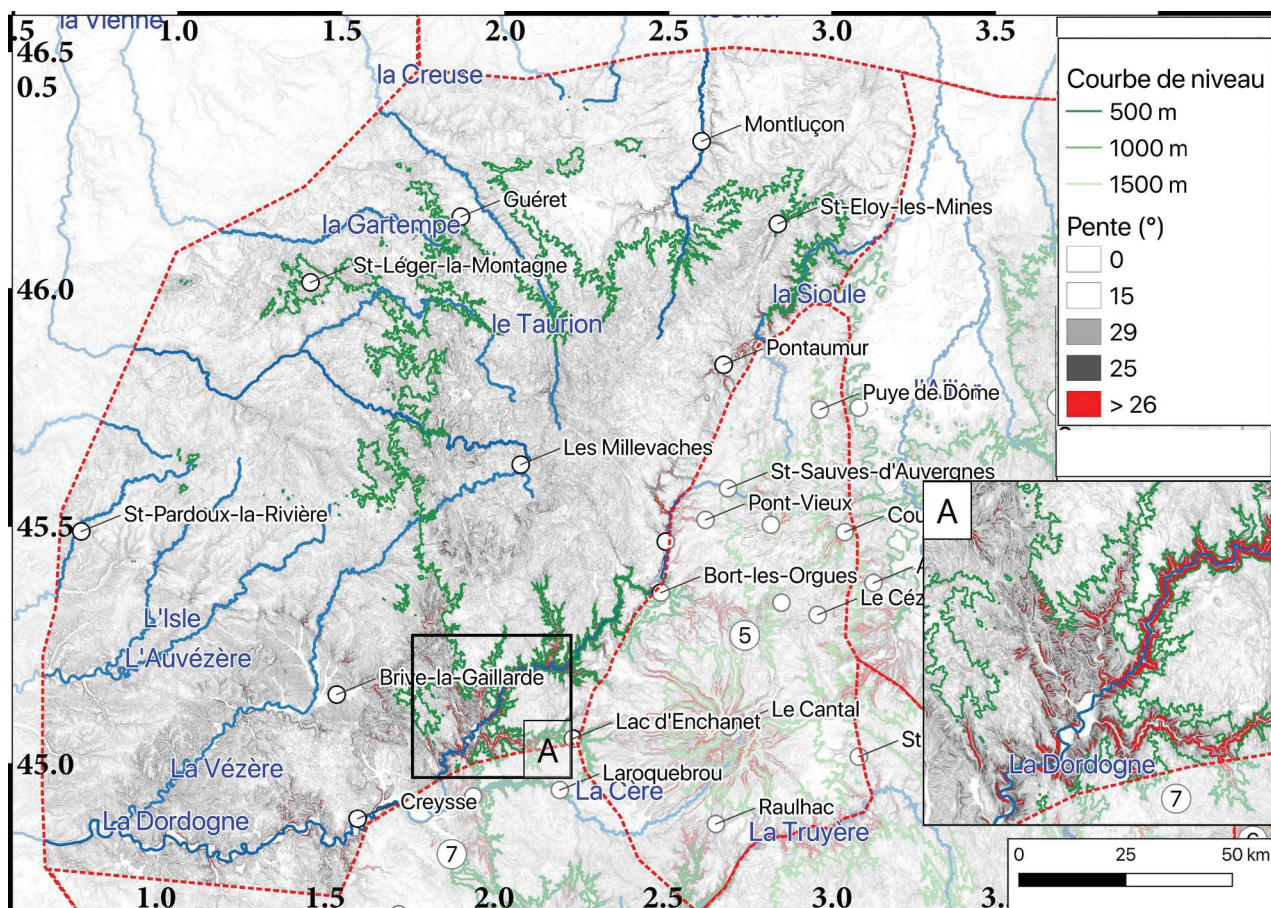 la Vienne
.5 1.0 1.5 2.0 2.5 3.0 3.5
46.5
0.5
la Creuse
Courbe de niveau
500 m
1000 m
1500 m
Montluçon
Pente (°)
0
15
29
25
> 26
Guéret
la Gartempe
St-Eloy-les-Mines
St-Léger-la-Montagne
46.0
la Sioule
le Taurion
Pontaumur
Puye de Dôme
Les Millevaches
St-Sauves-d'Auvergnes
Pont-Vieux
A
45.5
St-Pardoux-la-Rivière
Cou
Bort-les-Orgues
A
Le Céz
L'Isle
5
L'Auvézère
Brive-la-Gaillarde
Le Cantal
Lac d'Enchanet
A
St
45.0
La Vézère
La Dordogne
Laroquebrou
La Cère
7
Creysse
La Dordogne
Raulhac
La Truyère
7
0 25 50 km
1.0 1.5 2.0 2.5 3.0 3.